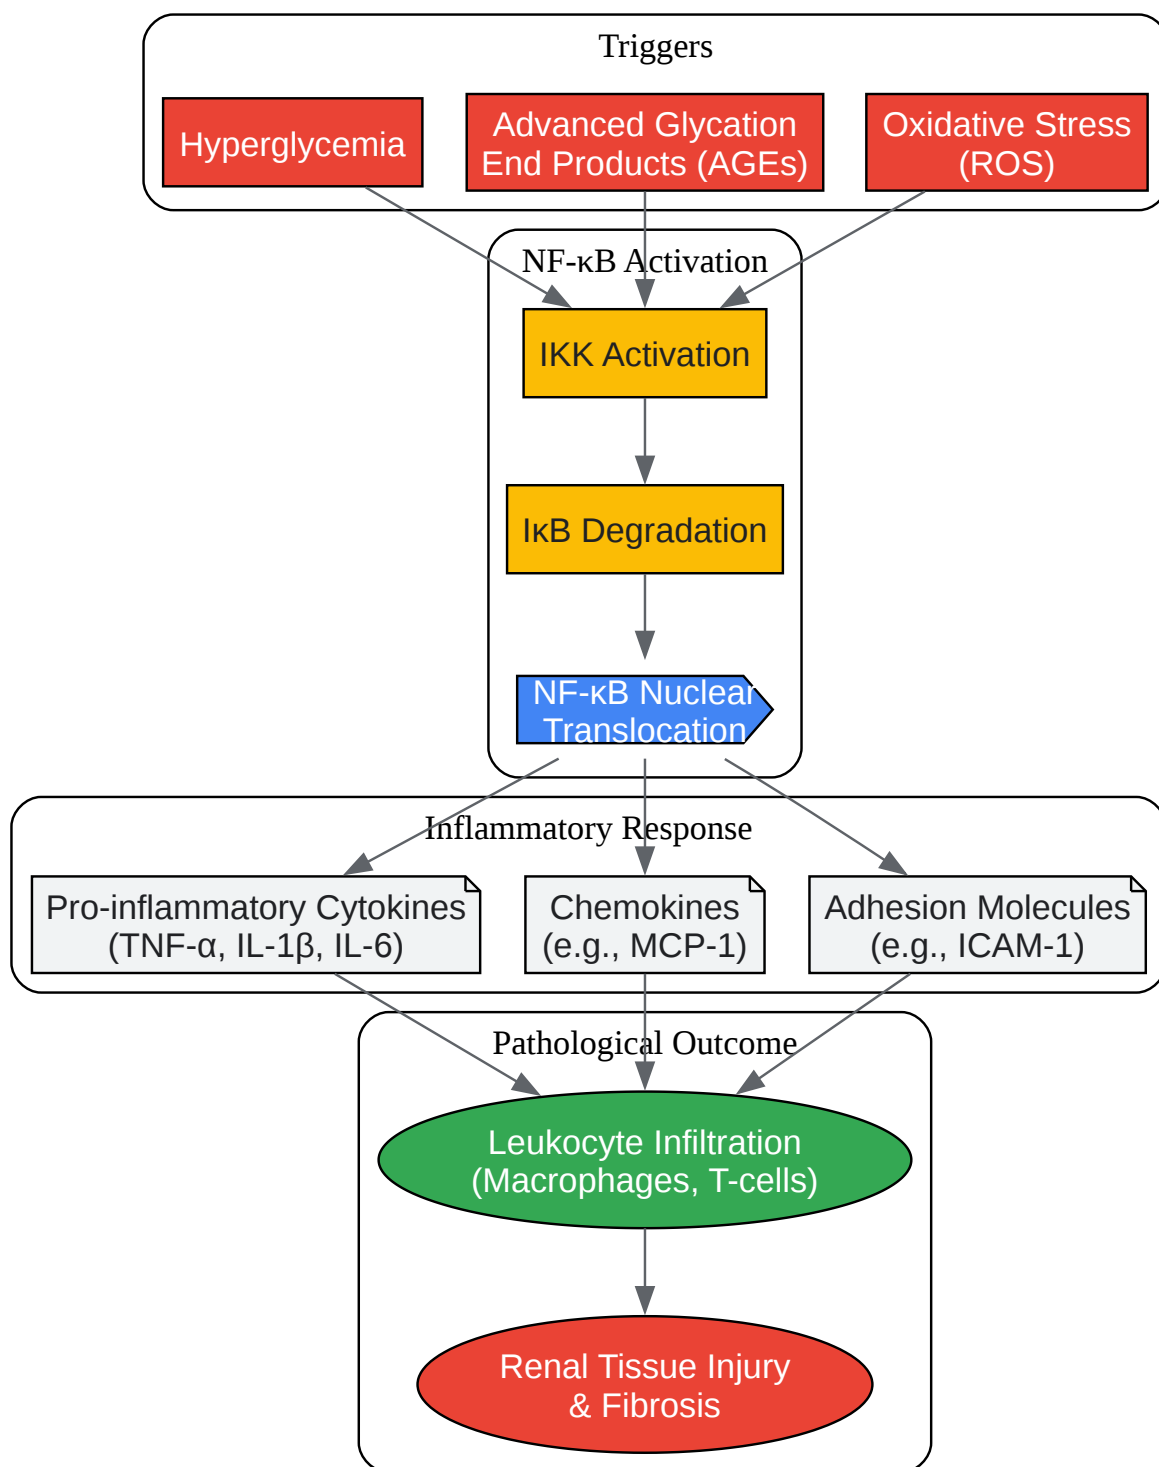 Triggers
Hyperglycemia
Advanced Glycation
End Products (AGEs)
Oxidative Stress
(ROS)
NF-κB Activation
IKK Activation
IκB Degradation
NF-κB Nuclear
Translocation
Inflammatory Response
Pro-inflammatory Cytokines
(TNF-α, IL-1β, IL-6)
Chemokines
(e.g., MCP-1)
Adhesion Molecules
(e.g., ICAM-1)
Pathological Outcome
Leukocyte Infiltration
(Macrophages, T-cells)
Renal Tissue Injury
& Fibrosis